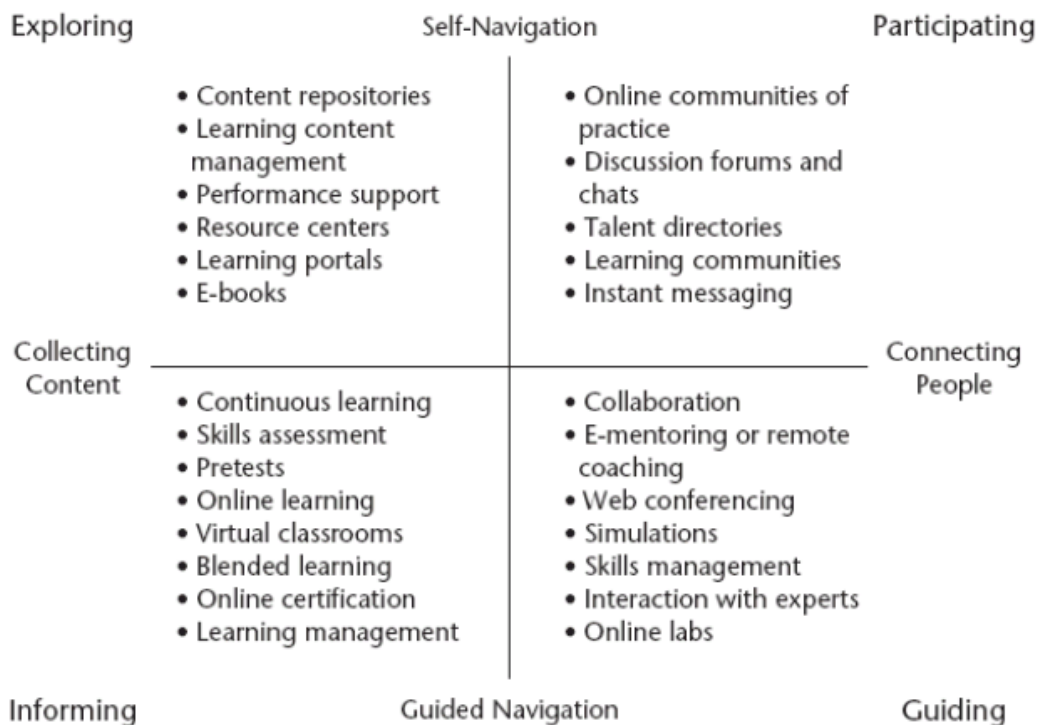 Exploring
Self-Navigation
Participating
• Content repositories
• Learning content
management
• Performance support
• Resource centers
• Learning portals
• E-books
• Online communities of
practice
• Discussion forums and
chats
• Talent directories
• Learning communities
• Instant messaging
Collecting
Content
Connecting
People
• Continuous learning
• Skills assessment
• Pretests
• Online learning
• Virtual classrooms
• Blended learning
• Online certification
• Learning management
• Collaboration
• E-mentoring or remote
coaching
• Web conferencing
• Simulations
• Skills management
• Interaction with experts
• Online labs
Informing
Guided Navigation
Guiding